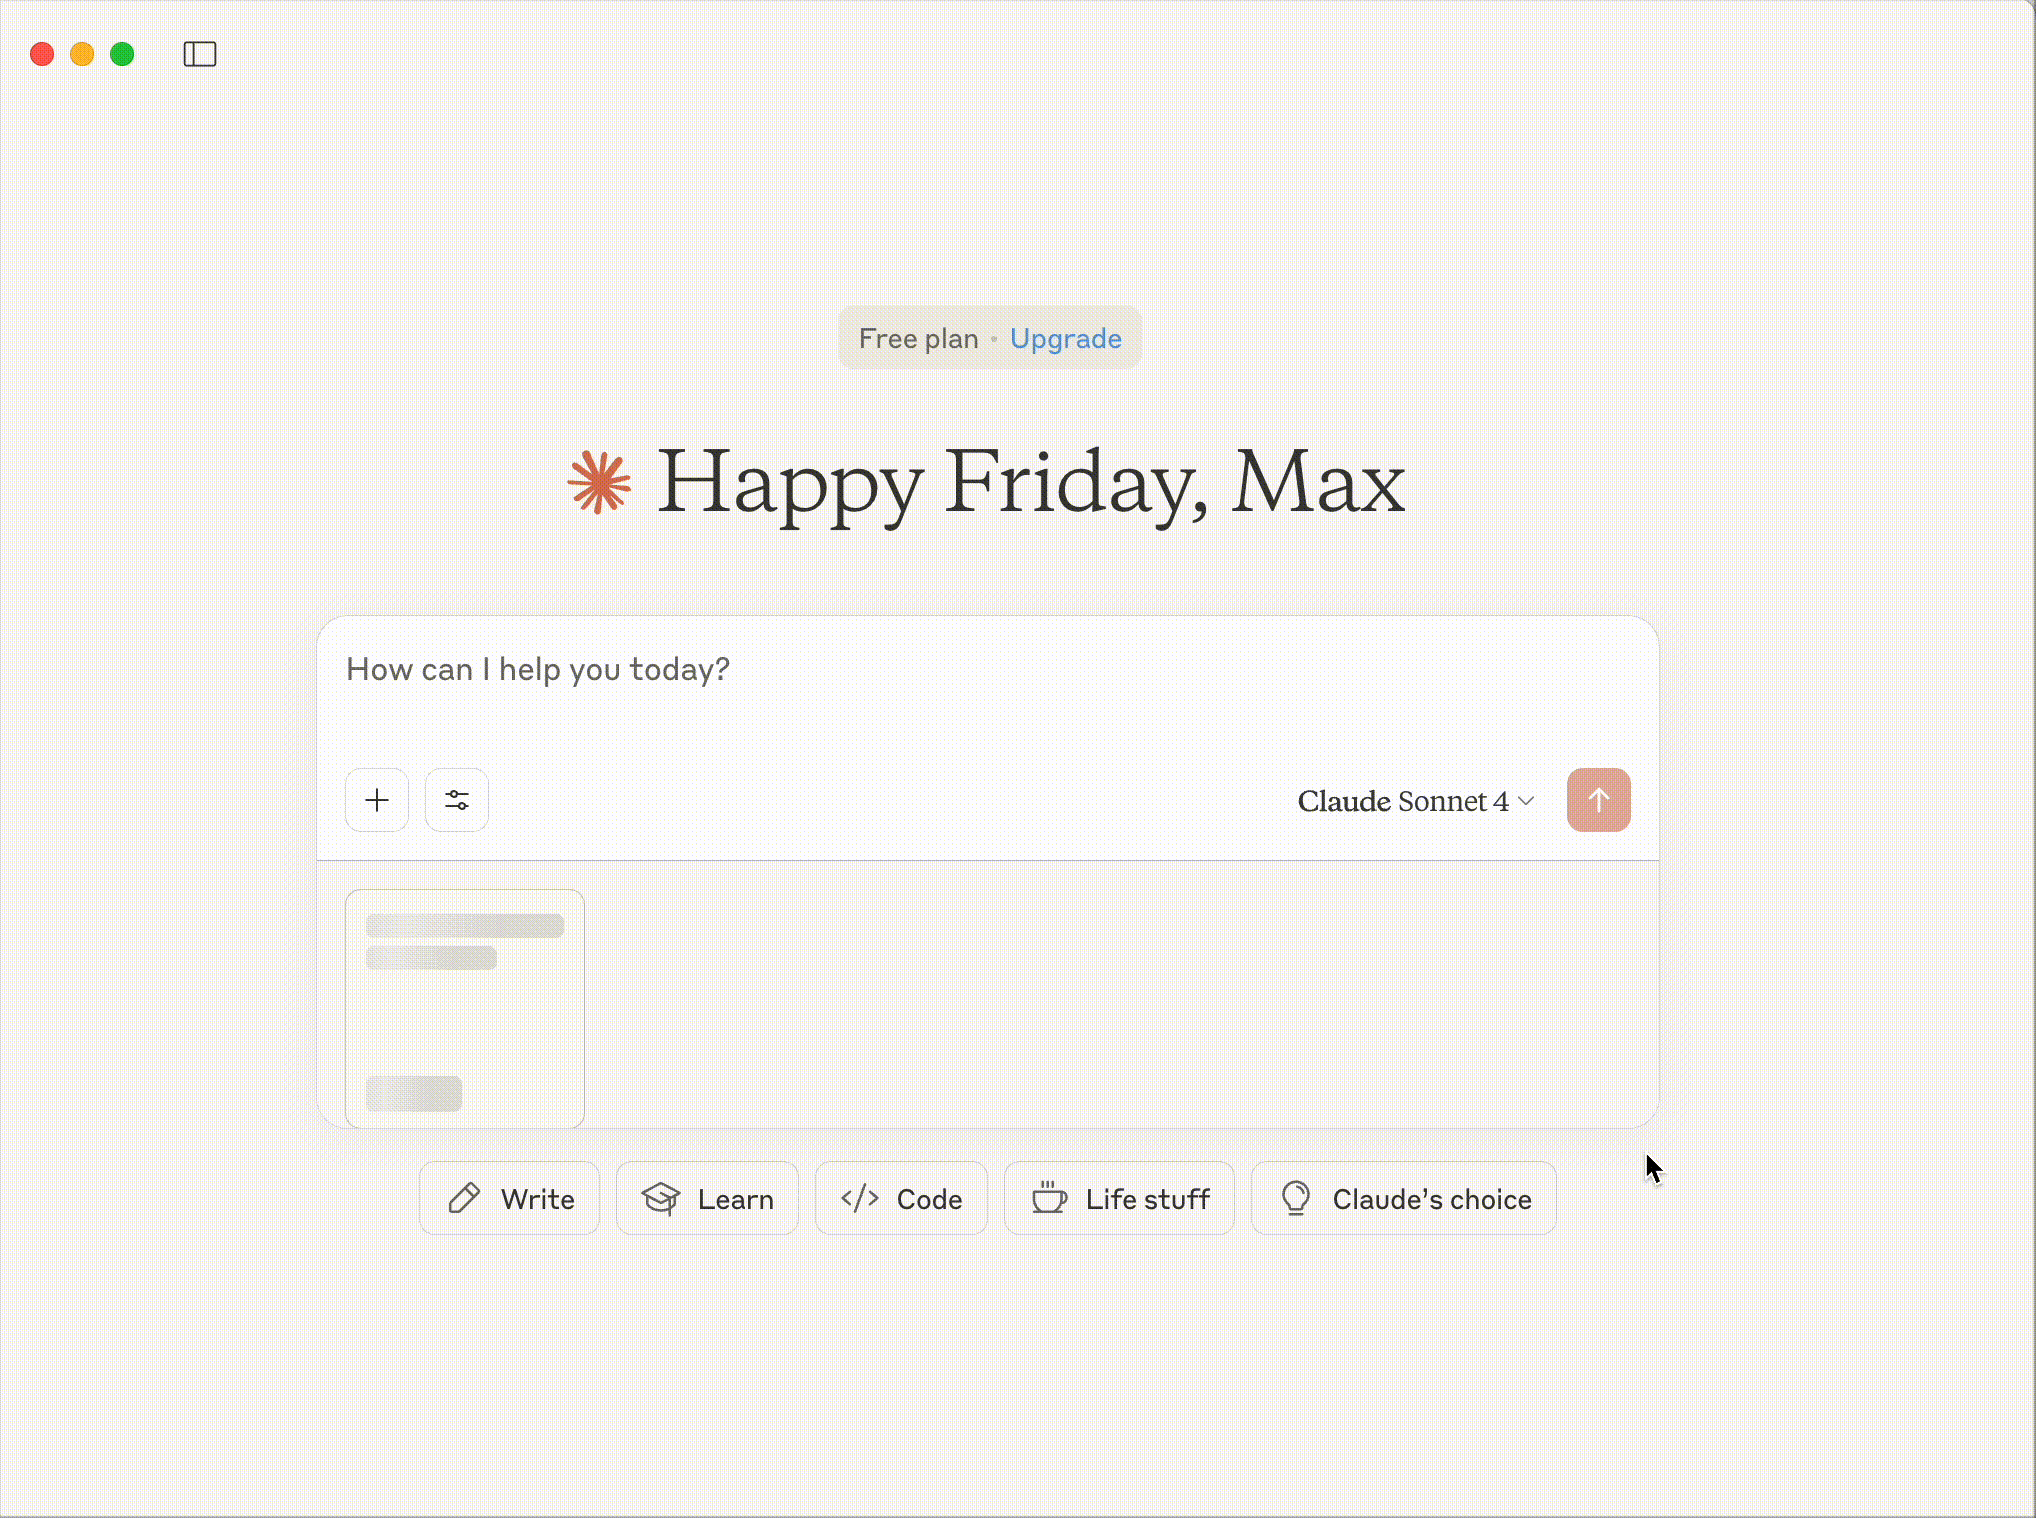 Free plan • Upgrade
Happy Friday, Max
How can I help you today?
Claude Sonnet 4
Write
Learn
Code
Life stuff
Claude’s choice